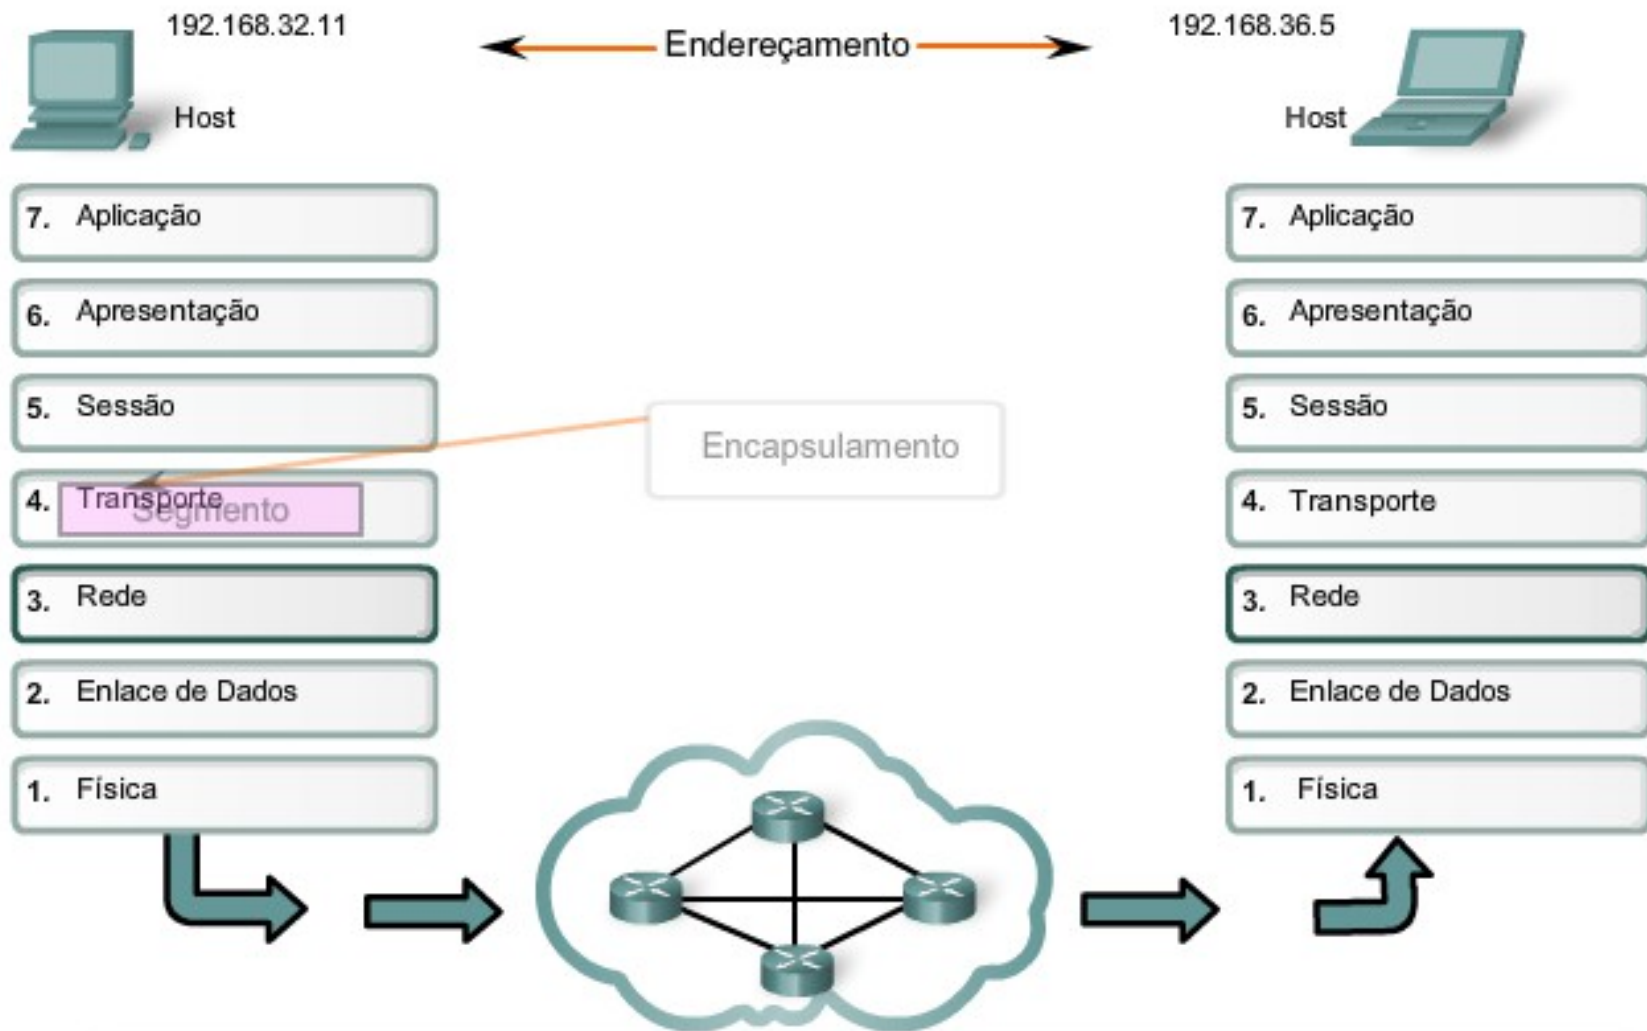 192.168.32.11
Endereçamento
192.168.36.5
Host
Host
7. Aplicação
6. Apresentação
5. Sessão
4. Transporte
Segmento
3. Rede
2. Enlace de Dados
1. Física
Encapsulamento
7. Aplicação
6. Apresentação
5. Sessão
4. Transporte
3. Rede
2. Enlace de Dados
1. Física